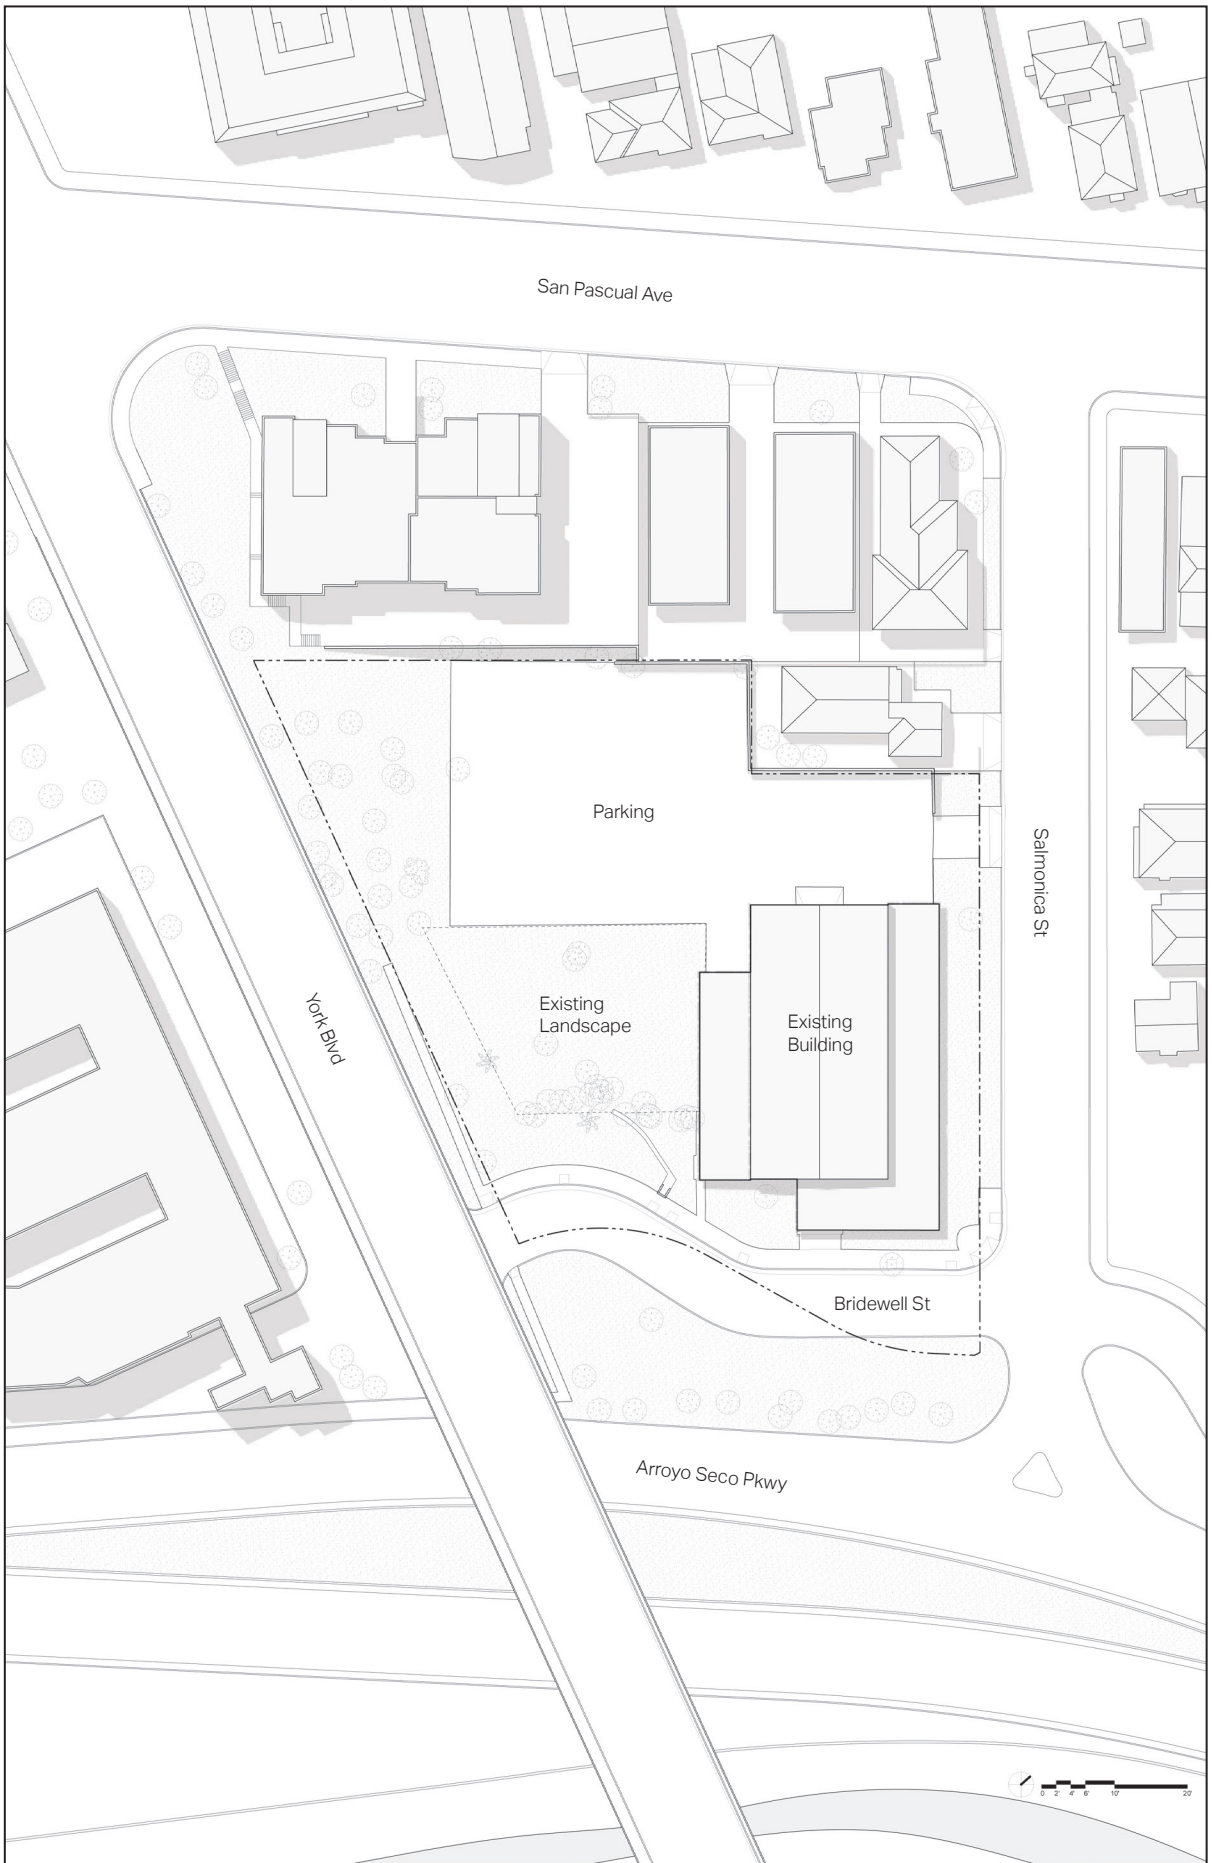 San Pascual Ave
Parking
Salmonica St
Existing
Landscape
Existing
Building
York Blvd
Bridewell St
Arroyo Seco Pkwy
0 2' 4' 6' 10' 20'